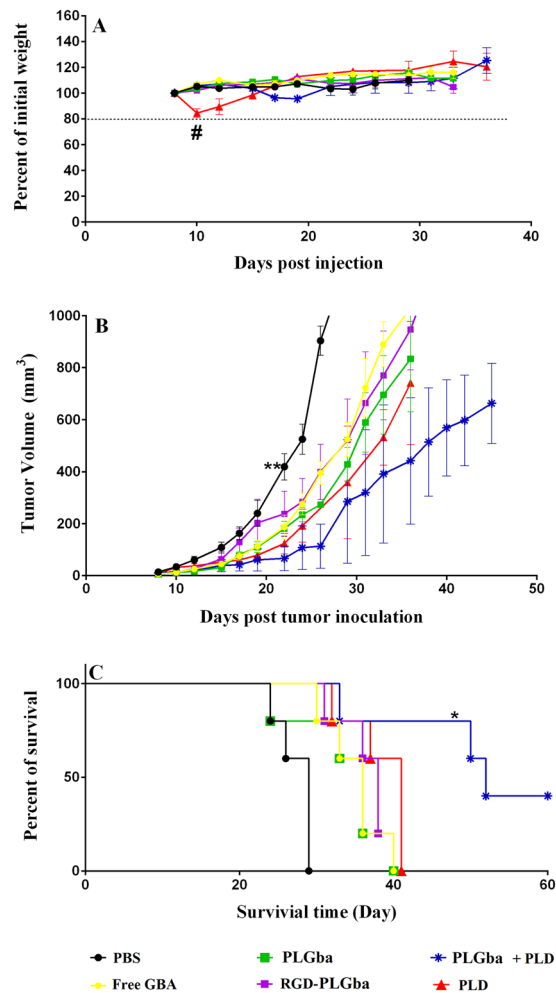 A
160
140
120
100
80
60
40
20
0
#
Percent of initial weight
0 10 20 30 40
Days post injection
B
1000
800
600
400
200
0
**
Tumor Volume (mm3)
0 10 20 30 40 50
Days post tumor inoculation
C
100
50
0
*
Percent of survival
0 20 40 60
Survivial time (Day)
PBS PLGba PLGba + PLD
Free GBA RGD-PLGba PLD